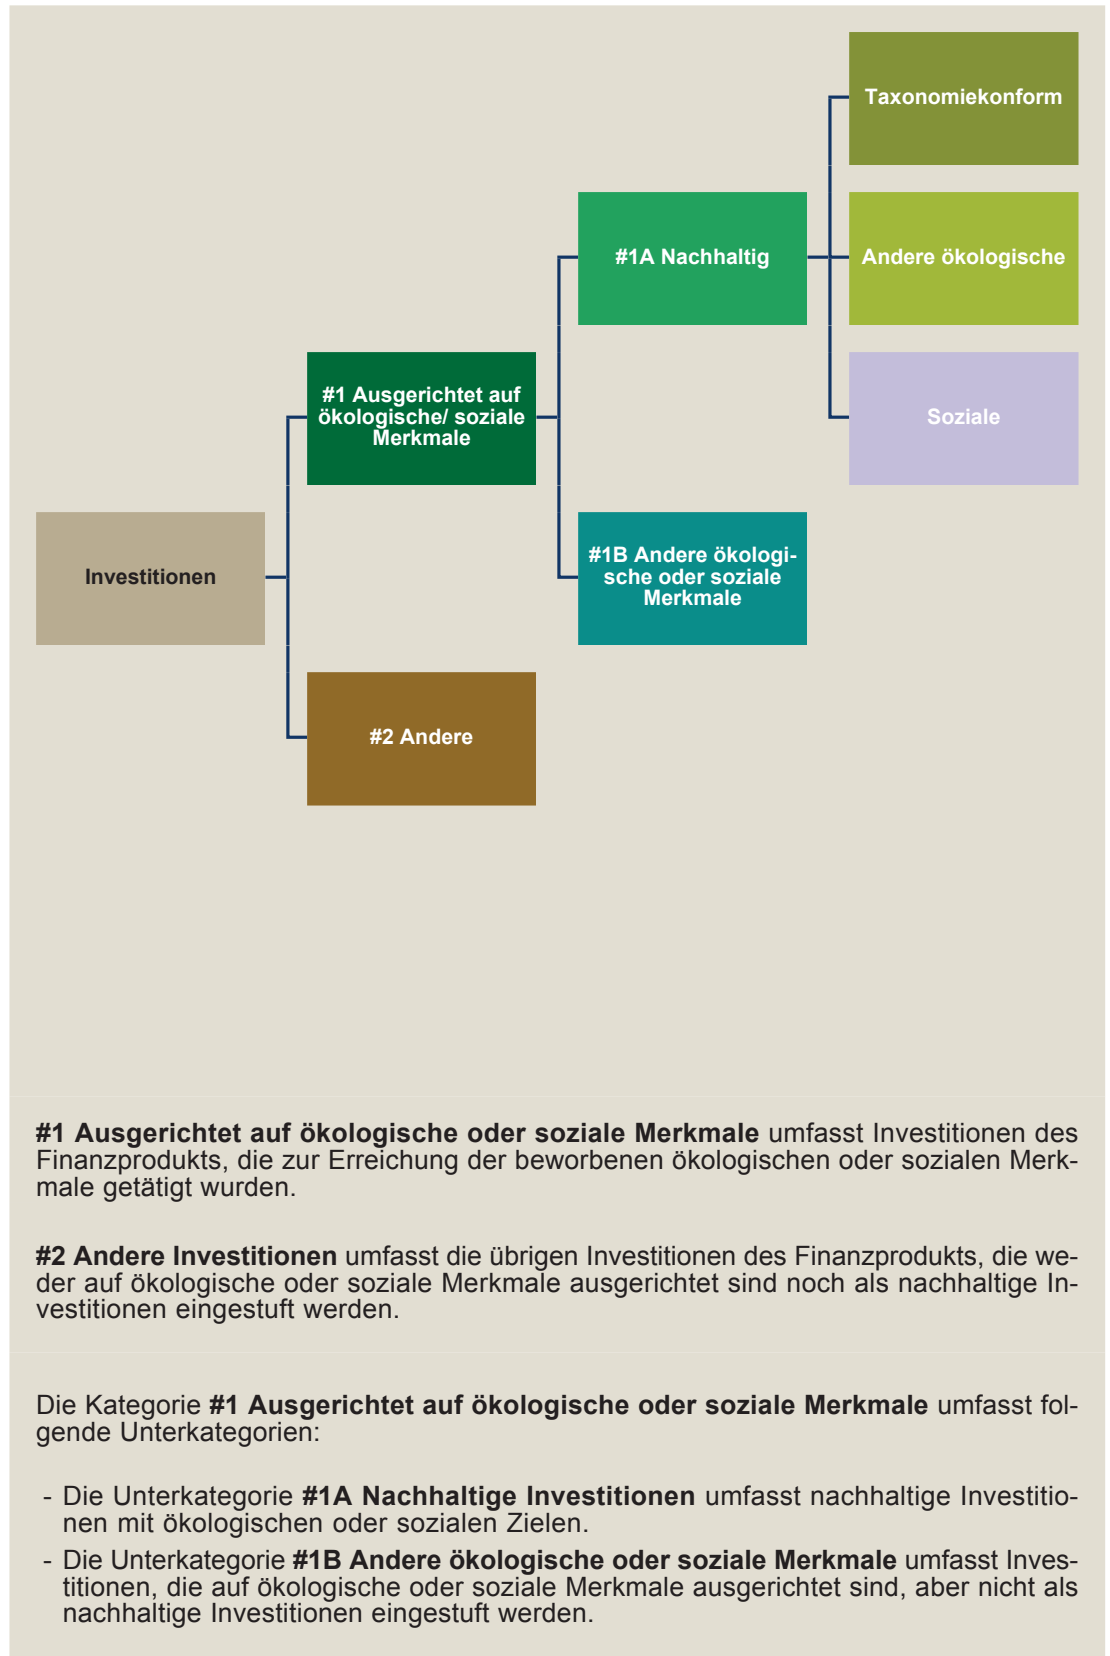 Taxonomiekonform
#1A Nachhaltig
Andere ökologische
#1 Ausgerichtet auf
ökologische/ soziale
Merkmale
Soziale
Investitionen
#1B Andere ökologi-
sche oder soziale
Merkmale
#2 Andere
#1 Ausgerichtet auf ökologische oder soziale Merkmale umfasst Investitionen des
Finanzprodukts, die zur Erreichung der beworbenen ökologischen oder sozialen Merk-
male getätigt wurden.
#2 Andere Investitionen umfasst die übrigen Investitionen des Finanzprodukts, die we-
der auf ökologische oder soziale Merkmale ausgerichtet sind noch als nachhaltige In-
vestitionen eingestuft werden.
Die Kategorie #1 Ausgerichtet auf ökologische oder soziale Merkmale umfasst fol-
gende Unterkategorien:
- Die Unterkategorie #1A Nachhaltige Investitionen umfasst nachhaltige Investitio-
nen mit ökologischen oder sozialen Zielen.
- Die Unterkategorie #1B Andere ökologische oder soziale Merkmale umfasst Inves-
titionen, die auf ökologische oder soziale Merkmale ausgerichtet sind, aber nicht als
nachhaltige Investitionen eingestuft werden.